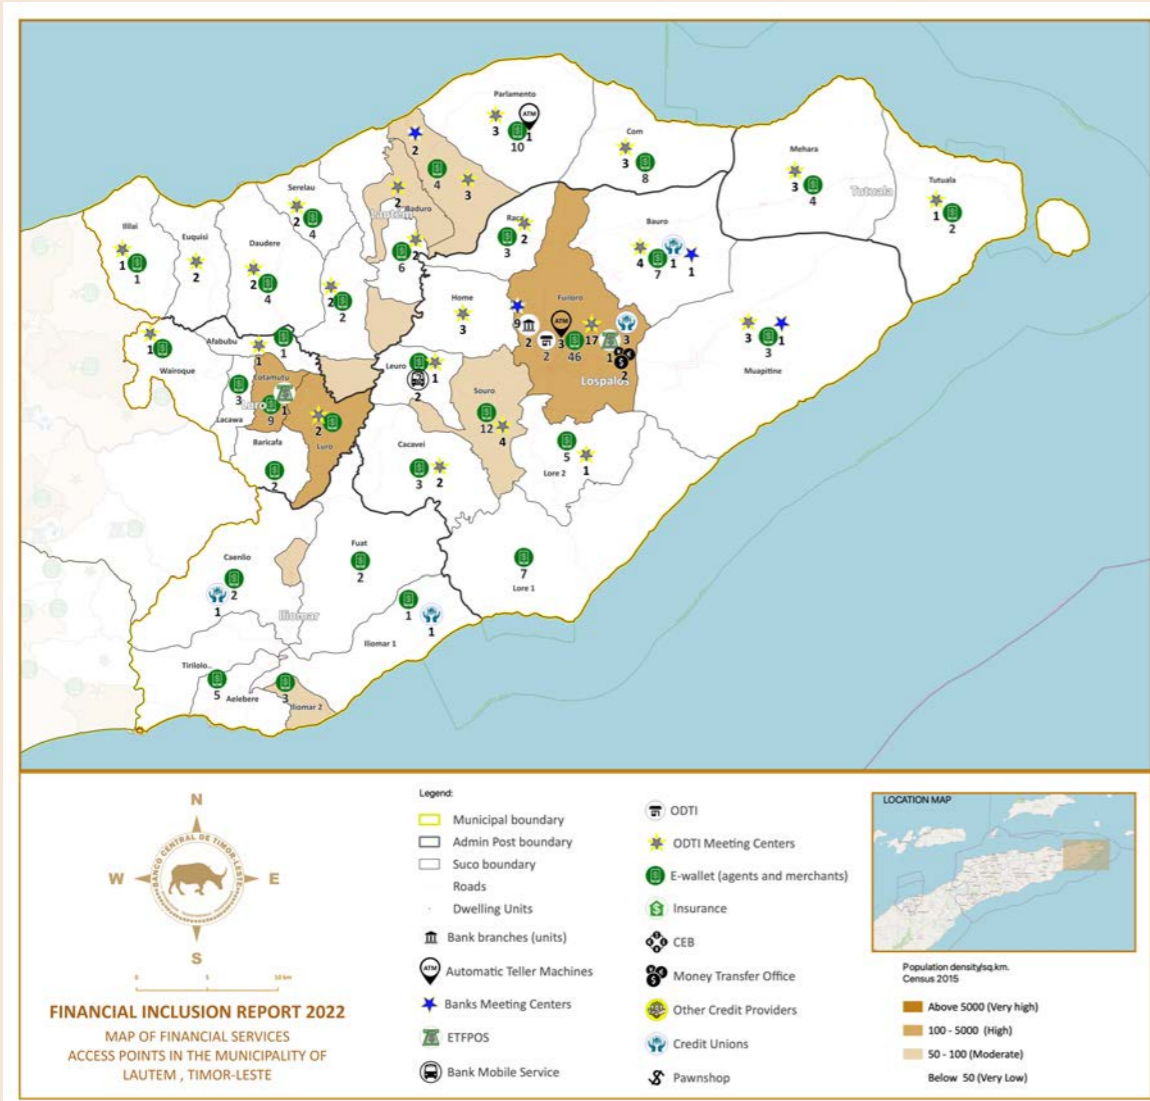 Parlamento
3
ATM
1
10
Com
3
8
Mehara
3
4
Tutuala
Tutuala
1
2
2
4
3
Serelau
2
4
2
Lautem
Baduro
2
6
Raca
2
3
Bauro
4
7
1
1
Illilai
1
1
Euquisi
2
Daudere
2
4
2
2
Home
3
Fuiloro
9
2
2
ATM
3
46
17
1
3
2
Lospalos
3
3
1
Muapitine
1
Wairoque
Afabubu
1
1
Leuro
1
2
Souro
12
4
Cotamutu
3
Luro
1
9
Lacawa
2
Luro
Baricafa
2
Cacavei
3
2
5
1
Lore 2
Caenlio
2
1
Fuat
2
7
Lore 1
Iliomar
1
1
Iliomar 1
Tirilolo..
5
Aelebere
3
Iliomar 2
N
W
E
S
BANCO CENTRAL DE TIMOR-LESTE
0 5 10 km
FINANCIAL INCLUSION REPORT 2022
MAP OF FINANCIAL SERVICES
ACCESS POINTS IN THE MUNICIPALITY OF
LAUTEM , TIMOR-LESTE
Legend:
Municipal boundary
Admin Post boundary
Suco boundary
Roads
Dwelling Units
Bank branches (units)
ATM
Automatic Teller Machines
Banks Meeting Centers
ETFPOS
Bank Mobile Service
ODTI
ODTI Meeting Centers
E-wallet (agents and merchants)
Insurance
CEB
Money Transfer Office
Other Credit Providers
Credit Unions
Pawnshop
LOCATION MAP
Population density/sq.km.
Census 2015
Above 5000 (Very high)
100 - 5000 (High)
50 - 100 (Moderate)
Below 50 (Very Low)